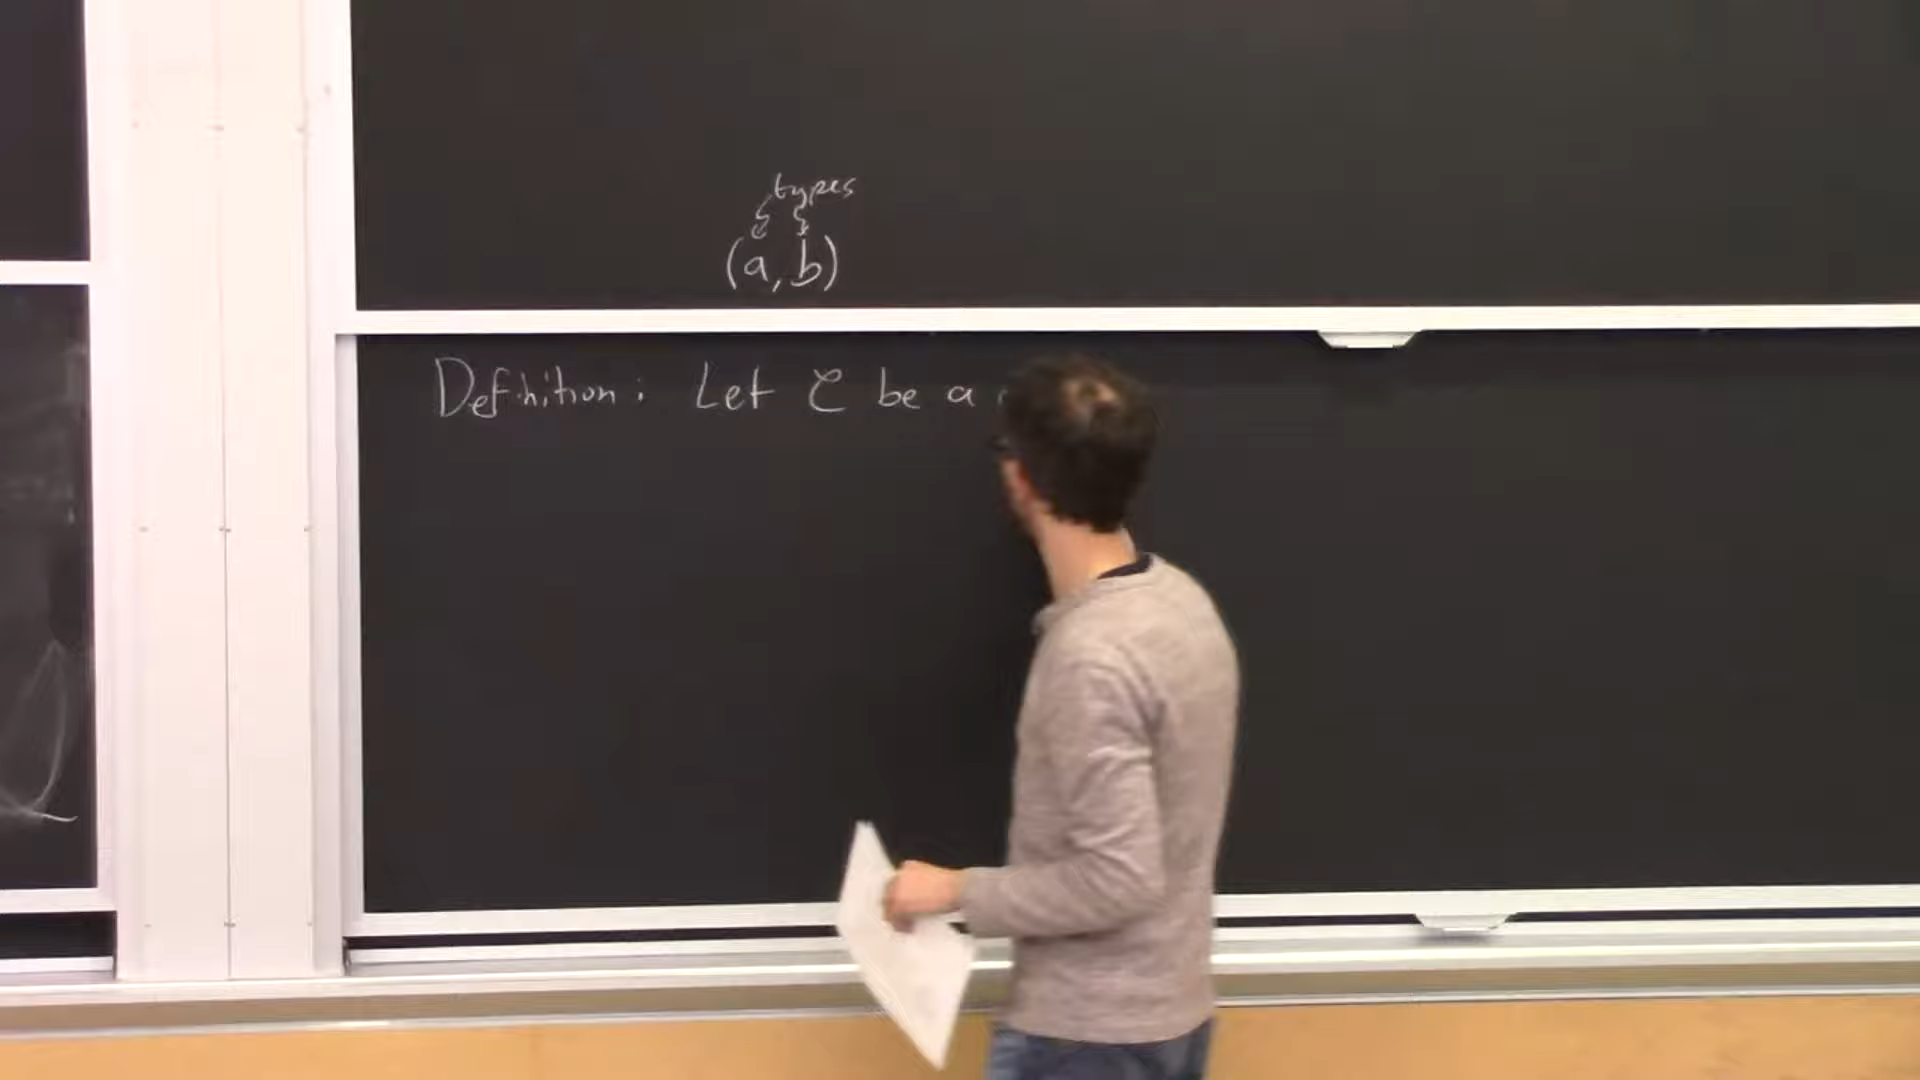 types
(a, b)
Definition: Let C be a